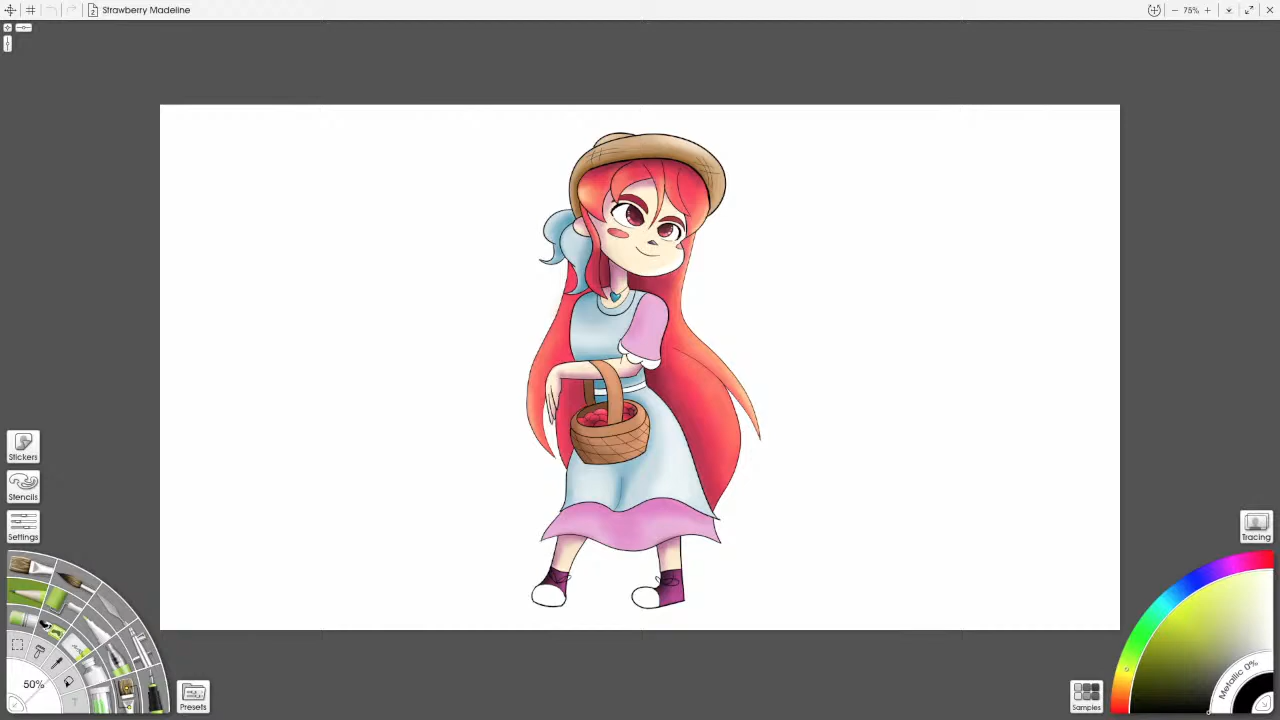 Strawberry Madeline
75%
Stickers
Stencils
Settings
Tracing
50%
T
Presets
Metallic 0%
Samples